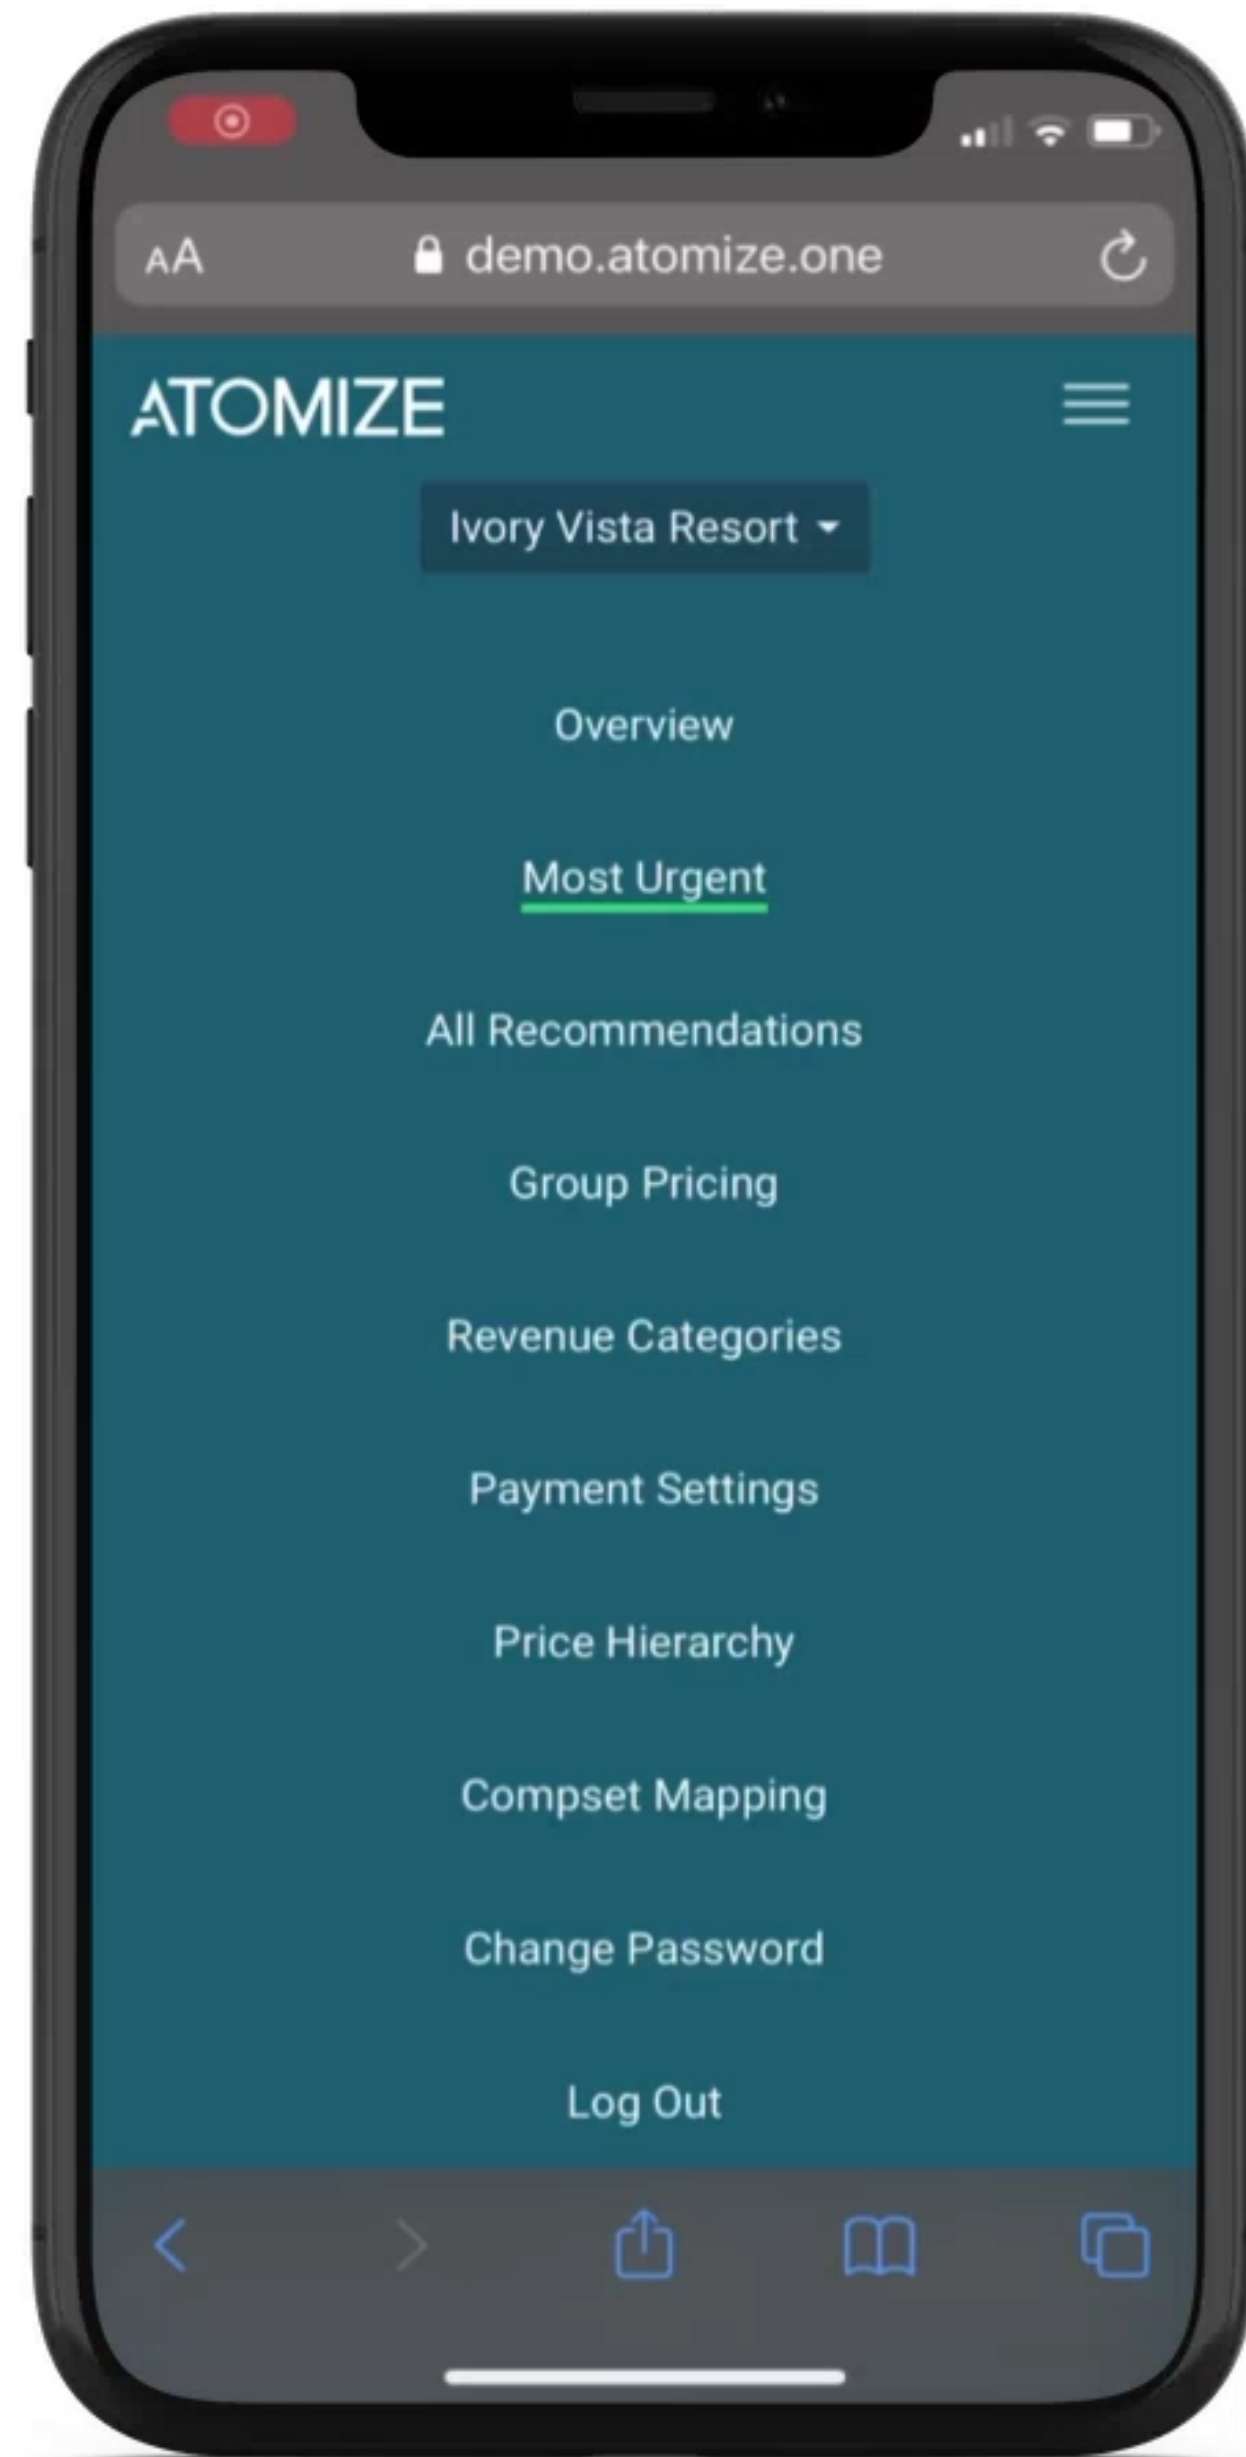 AA demo.atomize.one
ATOMIZE
Ivory Vista Resort
Overview
Most Urgent
All Recommendations
Group Pricing
Revenue Categories
Payment Settings
Price Hierarchy
Compset Mapping
Change Password
Log Out